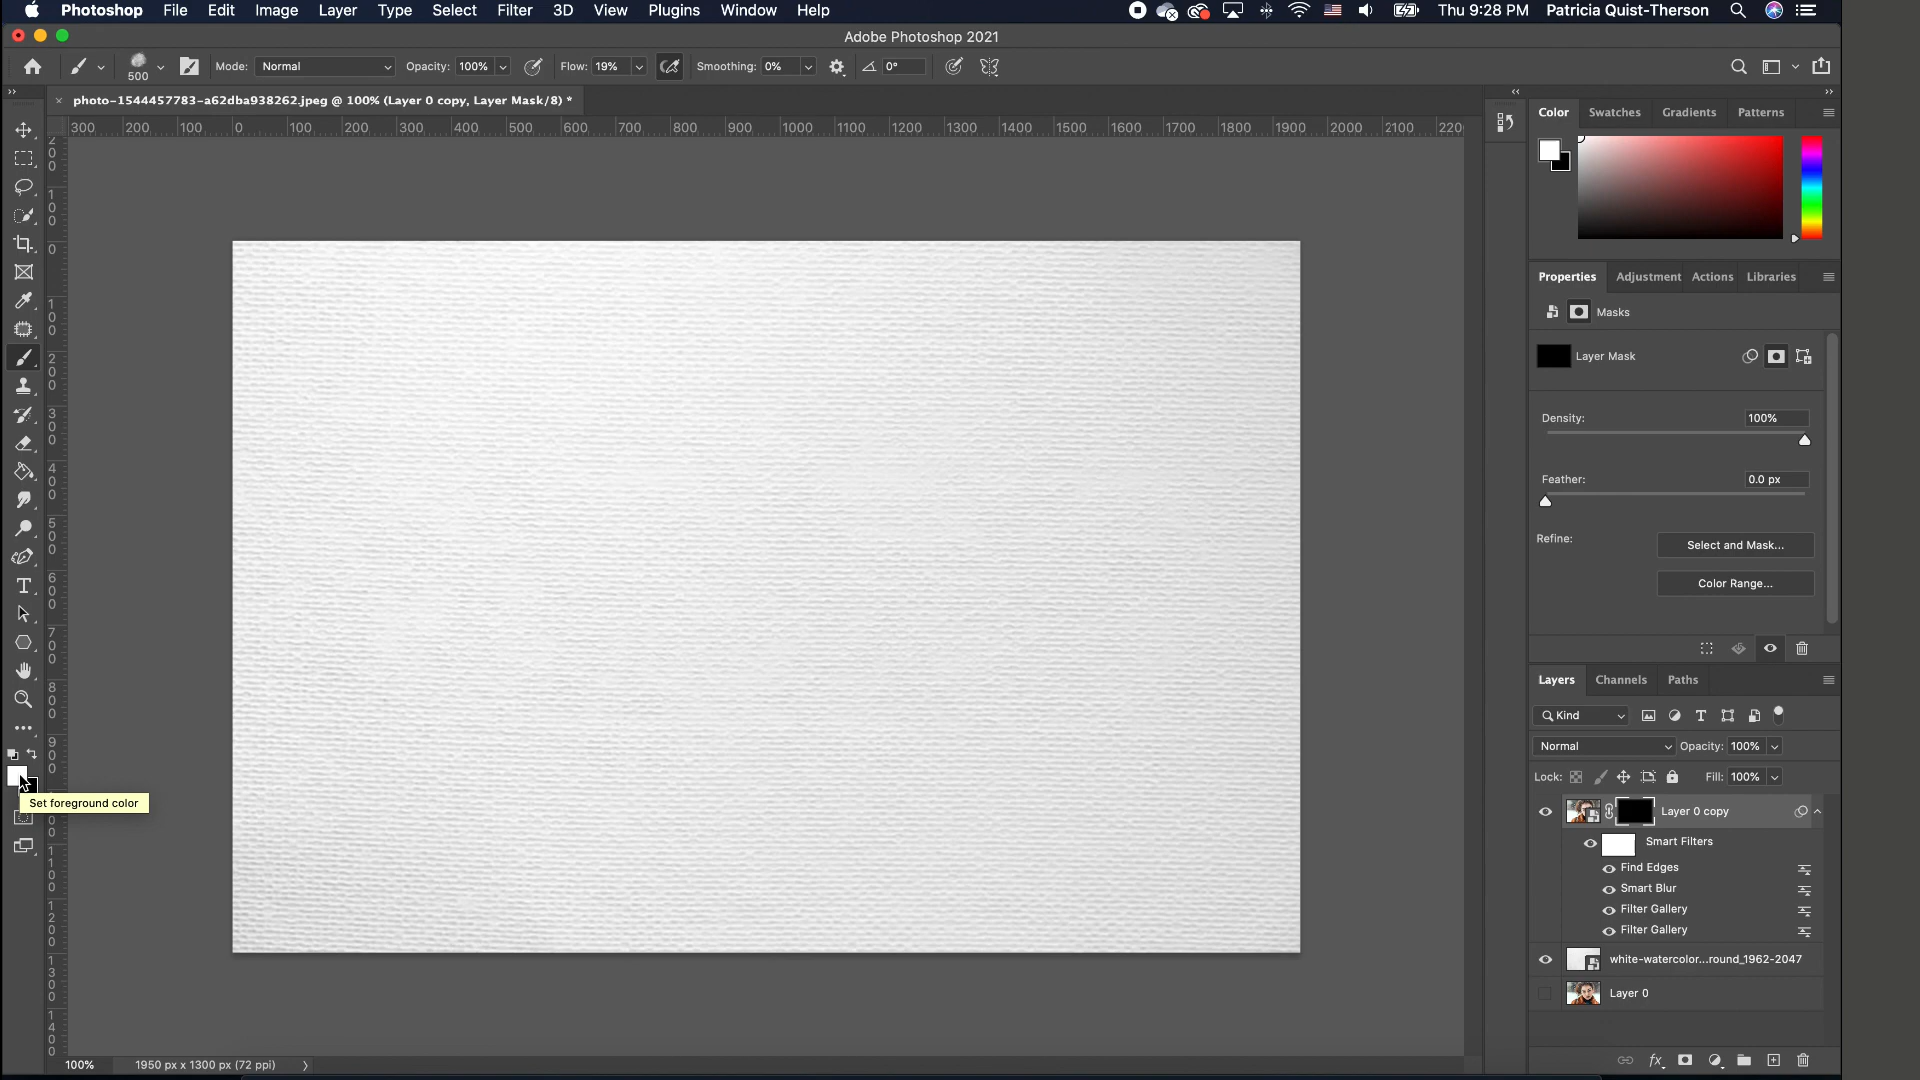 Photoshop File Edit Image Layer Type Select Filter 3D View Plugins Window Help Thu 9:28 PM Patricia Quist-Therson
Adobe Photoshop 2021
500 Mode: Normal Opacity: 100% Flow: 19% Smoothing: 0% 0°
photo-1544457783-a62dba938262.jpeg @ 100% (Layer 0 copy, Layer Mask/8) *
300 200 100 0 100 200 300 400 500 600 700 800 900 1000 1100 1200 1300 1400 1500 1600 1700 1800 1900 2000 2100 220
Color Swatches Gradients Patterns
Properties Adjustment Actions Libraries
Masks
Layer Mask
Density: 100%
Feather: 0.0 px
Refine: Select and Mask...
Color Range...
Layers Channels Paths
Kind
Normal Opacity: 100%
Lock: Fill: 100%
Set foreground color
Layer 0 copy
Smart Filters
Find Edges
Smart Blur
Filter Gallery
Filter Gallery
white-watercolor...round_1962-2047
Layer 0
100% 1950 px x 1300 px (72 ppi)